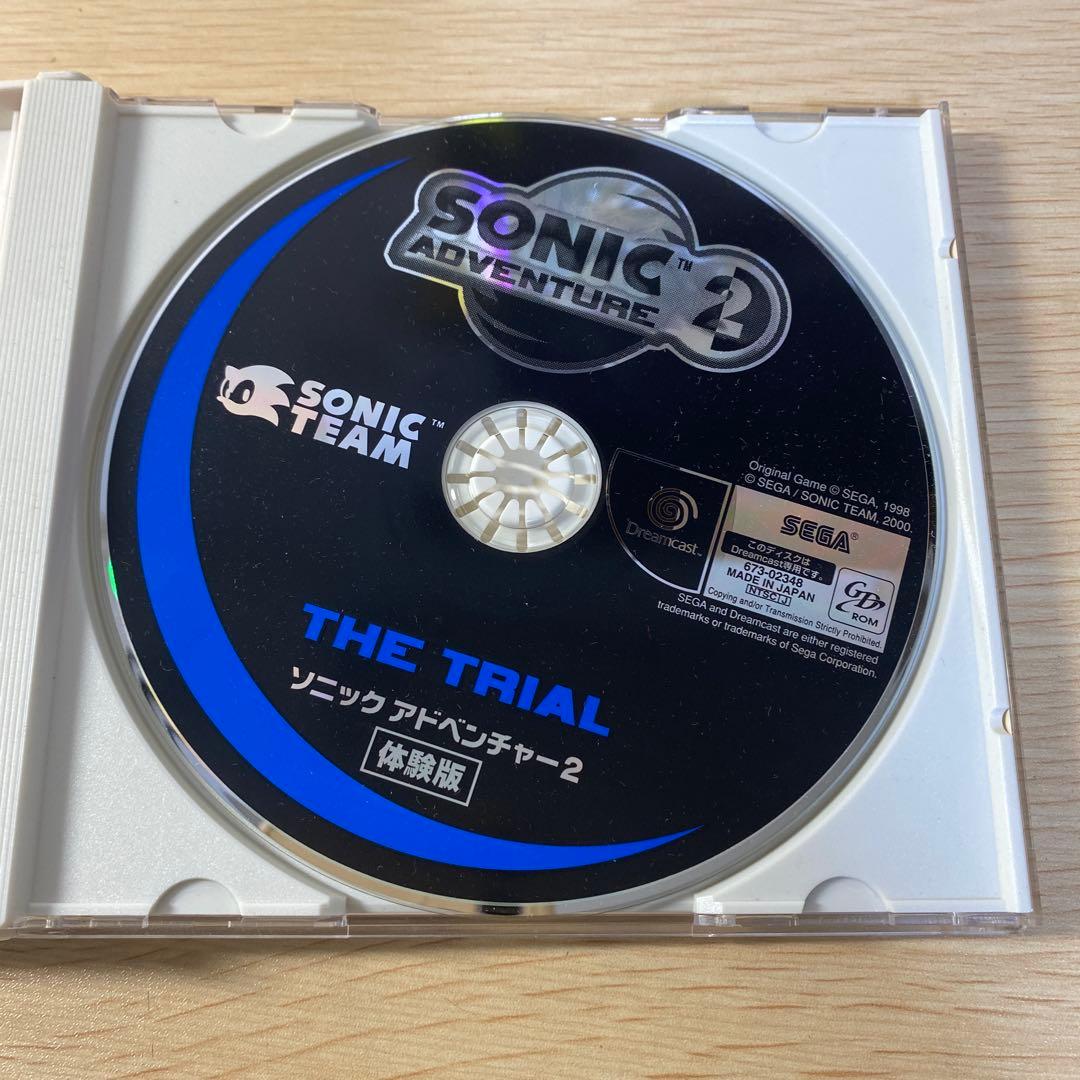 SONIC™ 2
ADVENTURE
SONIC
TEAM™
Original Game © SEGA, 1998
© SEGA / SONIC TEAM, 2000.
Dreamcast™
SEGA®
このディスクは
Dreamcast専用です。
673-02348
MADE IN JAPAN
NTSC J
Copying and/or Transmission Strictly Prohibited.
GD
ROM
SEGA and Dreamcast are either registered
trademarks or trademarks of Sega Corporation.
THE TRIAL
ソニック アドベンチャー2
体験版